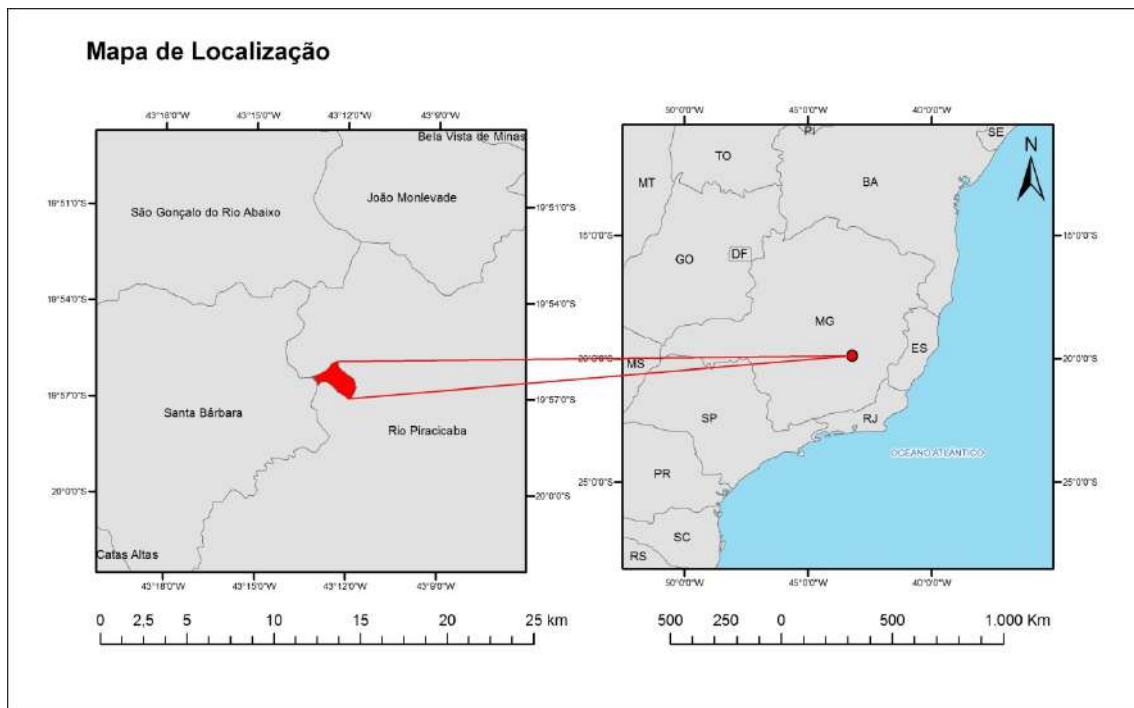 Mapa de Localização
43°18'0"W 43°15'0"W 43°12'0"W 43°9'0"W
Bela Vista de Minas
João Monlevade
São Gonçalo do Rio Abaixo
19°51'0"S 19°51'0"S
19°54'0"S 19°54'0"S
19°57'0"S 19°57'0"S
Santa Bárbara
Rio Piracicaba
20°0'0"S 20°0'0"S
Catas Altas
43°18'0"W 43°15'0"W 43°12'0"W 43°9'0"W
0 2,5 5 10 15 20 25 km
50°0'0"W 45°0'0"W 40°0'0"W
PI SE
N
TO
MT BA
15°0'0"S 15°0'0"S
DF
GO
MG
ES
20°0'0"S
MS
SP RJ
OCEANO ATLÂNTICO
PR
25°0'0"S 25°0'0"S
SC
RS
50°0'0"W 45°0'0"W 40°0'0"W
500 250 0 500 1.000 Km